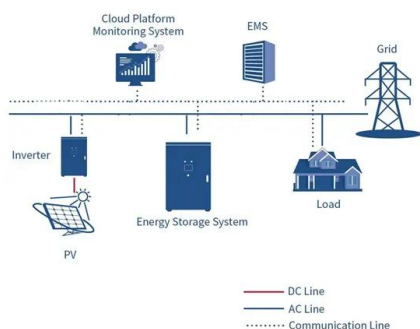 Cloud Platform
Monitoring System
EMS
Grid
Inverter
Energy Storage System
Load
PV
DC Line
AC Line
Communication Line